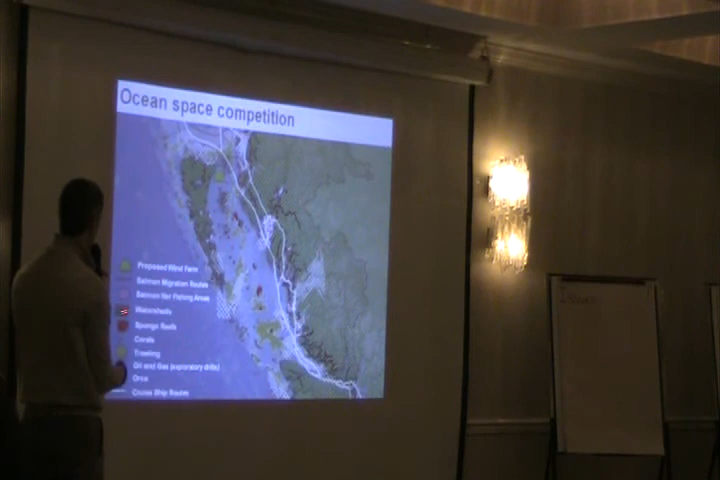 Ocean space competition
Proposed Wind Farm
Salmon Migration Routes
Salmon Net Fishing Areas
Watersheds
Sponge Reefs
Corals
Trawling
Oil and Gas (exploratory drills)
Orca
Cruise Ship Routes